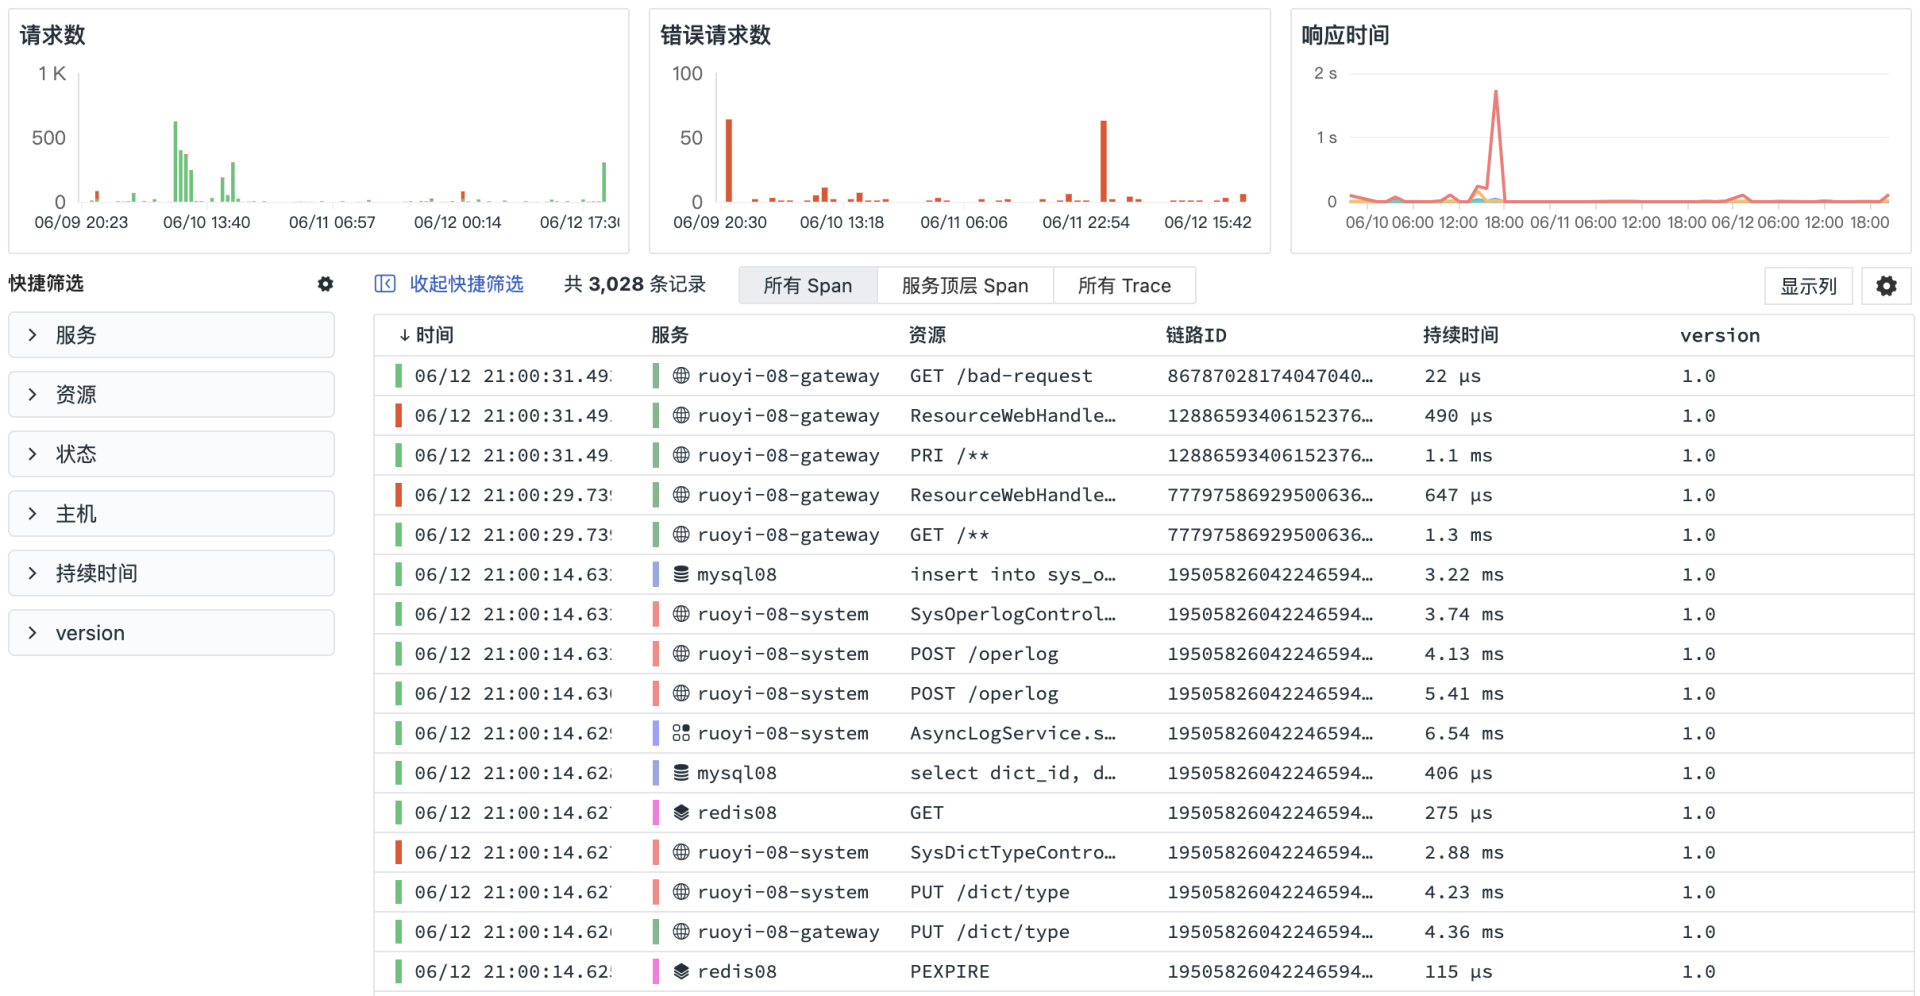 请求数
1 K
500
0
06/09 20:23 06/10 13:40 06/11 06:57 06/12 00:14 06/12 17:30
错误请求数
100
50
0
06/09 20:30 06/10 13:18 06/11 06:06 06/11 22:54 06/12 15:42
响应时间
2 s
1 s
0
06/10 06:00 12:00 18:00 06/11 06:00 12:00 18:00 06/12 06:00 12:00 18:00
快捷筛选
服务
资源
状态
主机
持续时间
version
收起快捷筛选 共 3,028 条记录 所有 Span 服务顶层 Span 所有 Trace 显示列
↓时间 服务 资源 链路ID 持续时间 version
06/12 21:00:31.49 ruoyi-08-gateway GET /bad-request 86787028174047040… 22 μs 1.0
06/12 21:00:31.49 ruoyi-08-gateway ResourceWebHandle… 12886593406152376… 490 μs 1.0
06/12 21:00:31.49 ruoyi-08-gateway PRI /** 12886593406152376… 1.1 ms 1.0
06/12 21:00:29.73 ruoyi-08-gateway ResourceWebHandle… 77797586929500636… 647 μs 1.0
06/12 21:00:29.73 ruoyi-08-gateway GET /** 77797586929500636… 1.3 ms 1.0
06/12 21:00:14.63 mysql08 insert into sys_o… 19505826042246594… 3.22 ms 1.0
06/12 21:00:14.63 ruoyi-08-system SysOperlogControl… 19505826042246594… 3.74 ms 1.0
06/12 21:00:14.63 ruoyi-08-system POST /operlog 19505826042246594… 4.13 ms 1.0
06/12 21:00:14.63 ruoyi-08-system POST /operlog 19505826042246594… 5.41 ms 1.0
06/12 21:00:14.62 ruoyi-08-system AsyncLogService.s… 19505826042246594… 6.54 ms 1.0
06/12 21:00:14.62 mysql08 select dict_id, d… 19505826042246594… 406 μs 1.0
06/12 21:00:14.62 redis08 GET 19505826042246594… 275 μs 1.0
06/12 21:00:14.62 ruoyi-08-system SysDictTypeContro… 19505826042246594… 2.88 ms 1.0
06/12 21:00:14.62 ruoyi-08-system PUT /dict/type 19505826042246594… 4.23 ms 1.0
06/12 21:00:14.62 ruoyi-08-gateway PUT /dict/type 19505826042246594… 4.36 ms 1.0
06/12 21:00:14.62 redis08 PEXPIRE 19505826042246594… 115 μs 1.0